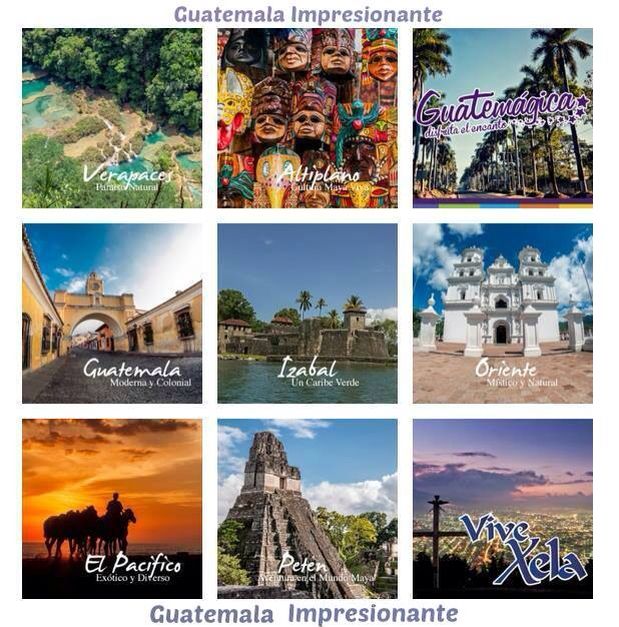 Guatemala Impresionante
Verapaces
Paraíso Natural
Altiplano
Cultura Maya Viva
Guatemágica
disfruta el encanto
Guatemala
Moderna y Colonial
Izabal
Un Caribe Verde
Oriente
Místico y Natural
El Pacífico
Exótico y Diverso
Petén
Aventura en el Mundo Maya
Vive
Xela
Guatemala Impresionante